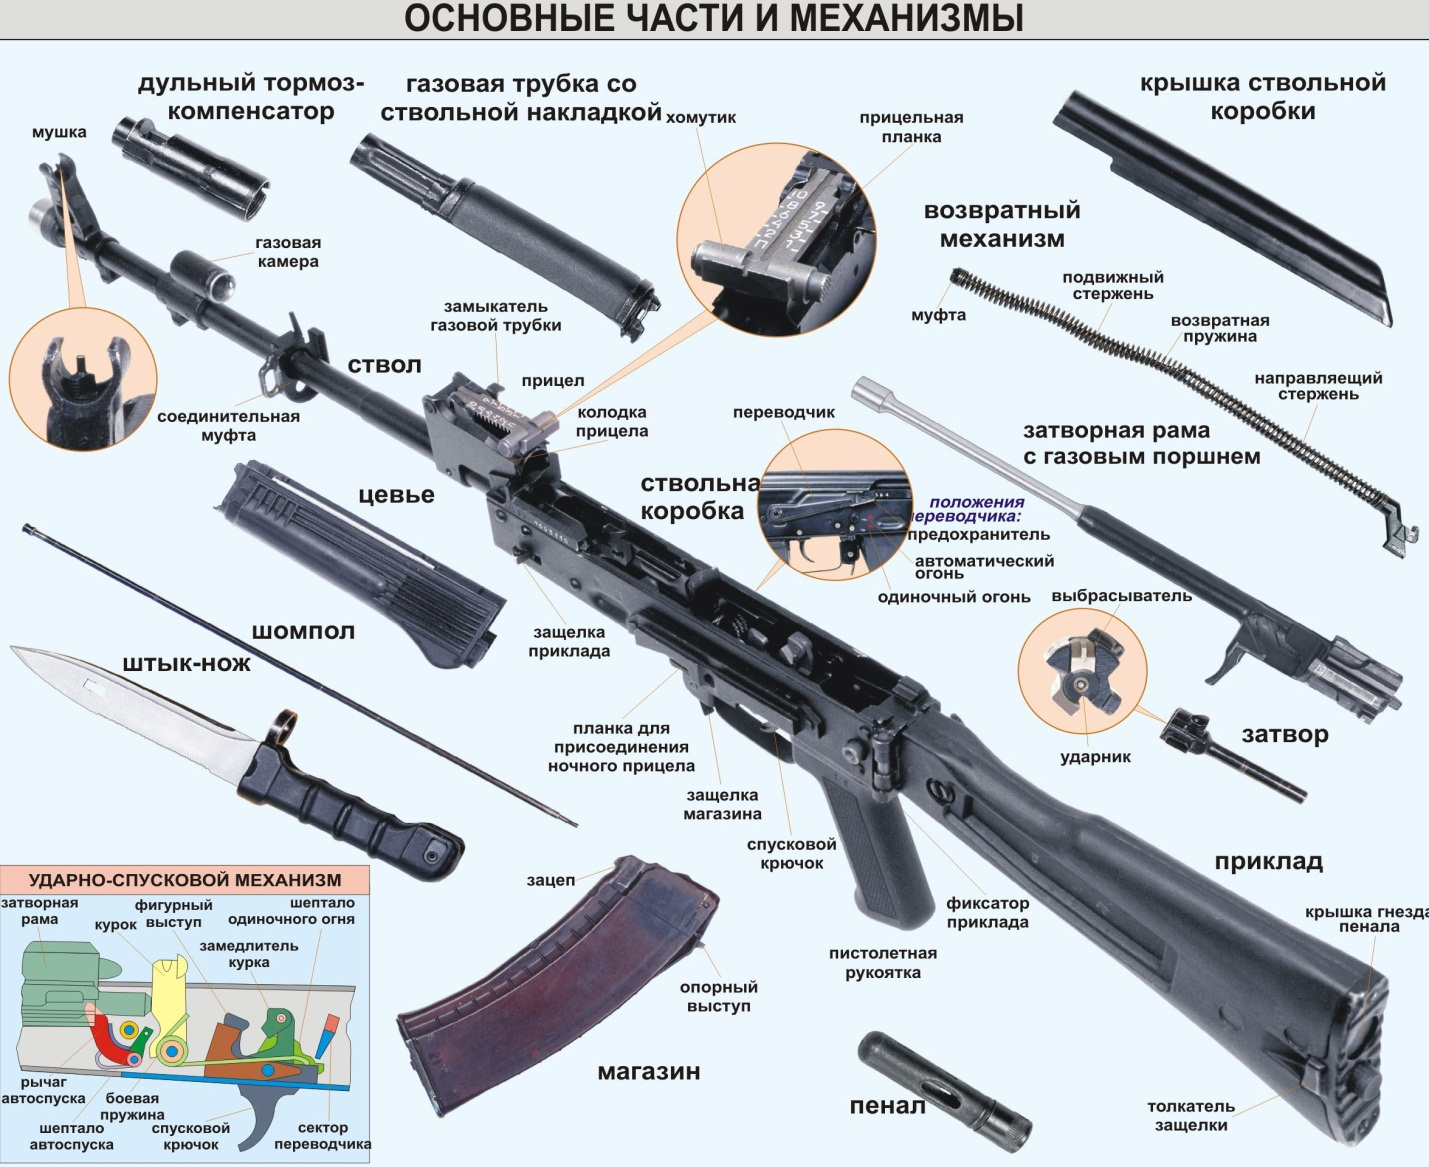 ОСНОВНЫЕ ЧАСТИ И МЕХАНИЗМЫ
дульный тормоз-
компенсатор
газовая трубка со
ствольной накладкой
крышка ствольной
коробки
мушка
хомутик
прицельная
планка
возвратный
механизм
газовая
камера
подвижный
стержень
муфта
возвратная
пружина
замыкатель
газовой трубки
ствол
прицел
направляещий
стержень
соединительная
муфта
колодка
прицела
переводчик
затворная рама
с газовым поршнем
цевье
ствольна
коробка
положения
ереводчика:
предохранитель
автоматический
огонь
одиночный огонь
выбрасыватель
шомпол
защелка
приклада
штык-нож
планка для
присоединения
ночного прицела
затвор
ударник
защелка
магазина
спусковой
крючок
приклад
зацеп
фиксатор
приклада
крышка гнезда
пенала
пистолетная
рукоятка
опорный
выступ
магазин
пенал
толкатель
защелки
УДАРНО-СПУСКОВОЙ МЕХАНИЗМ
затворная
рама
курок
фигурный
выступ
шептало
одиночного огня
замедлитель
курка
рычаг
автоспуска
боевая
пружина
шептало
автоспуска
спусковой
крючок
сектор
переводчика